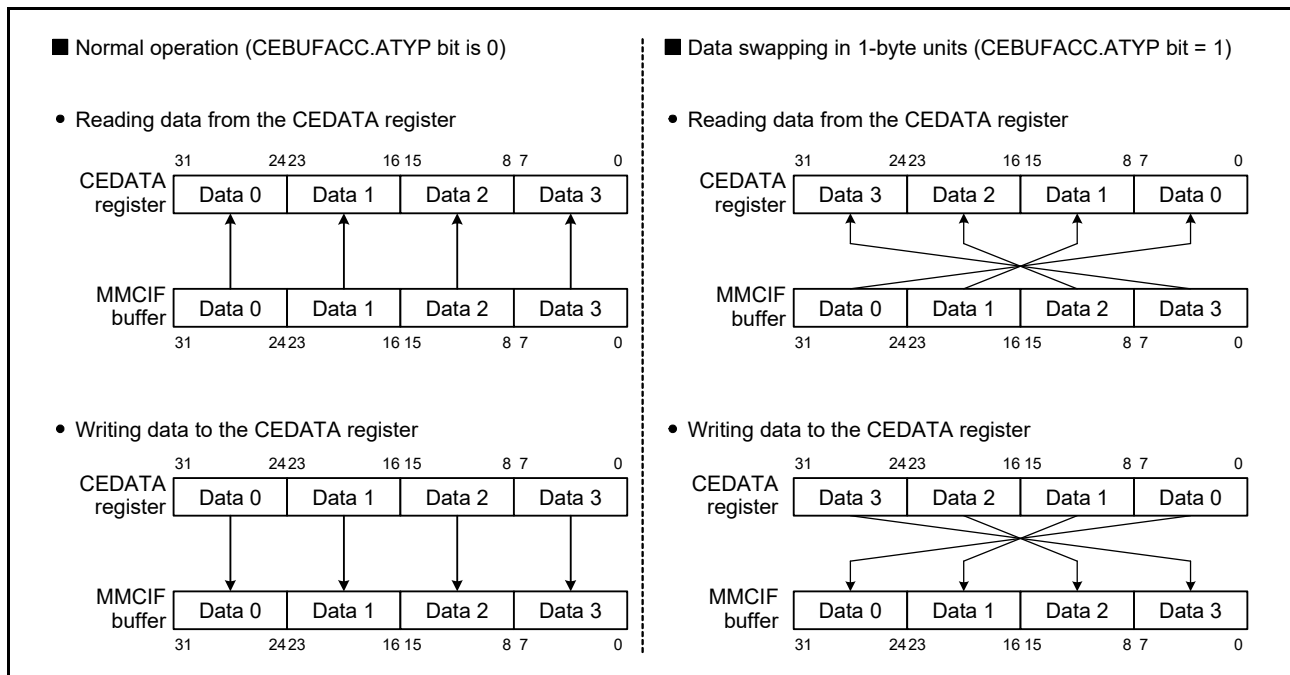 ■ Normal operation (CEBUFACC.ATYP bit is 0)
• Reading data from the CEDATA register
31 24 23 16 15 8 7 0
CEDATA register Data 0 Data 1 Data 2 Data 3
MMCIF buffer Data 0 Data 1 Data 2 Data 3
31 24 23 16 15 8 7 0
• Writing data to the CEDATA register
31 24 23 16 15 8 7 0
CEDATA register Data 0 Data 1 Data 2 Data 3
MMCIF buffer Data 0 Data 1 Data 2 Data 3
31 24 23 16 15 8 7 0
■ Data swapping in 1-byte units (CEBUFACC.ATYP bit = 1)
• Reading data from the CEDATA register
31 24 23 16 15 8 7 0
CEDATA register Data 3 Data 2 Data 1 Data 0
MMCIF buffer Data 0 Data 1 Data 2 Data 3
31 24 23 16 15 8 7 0
• Writing data to the CEDATA register
31 24 23 16 15 8 7 0
CEDATA register Data 3 Data 2 Data 1 Data 0
MMCIF buffer Data 0 Data 1 Data 2 Data 3
31 24 23 16 15 8 7 0